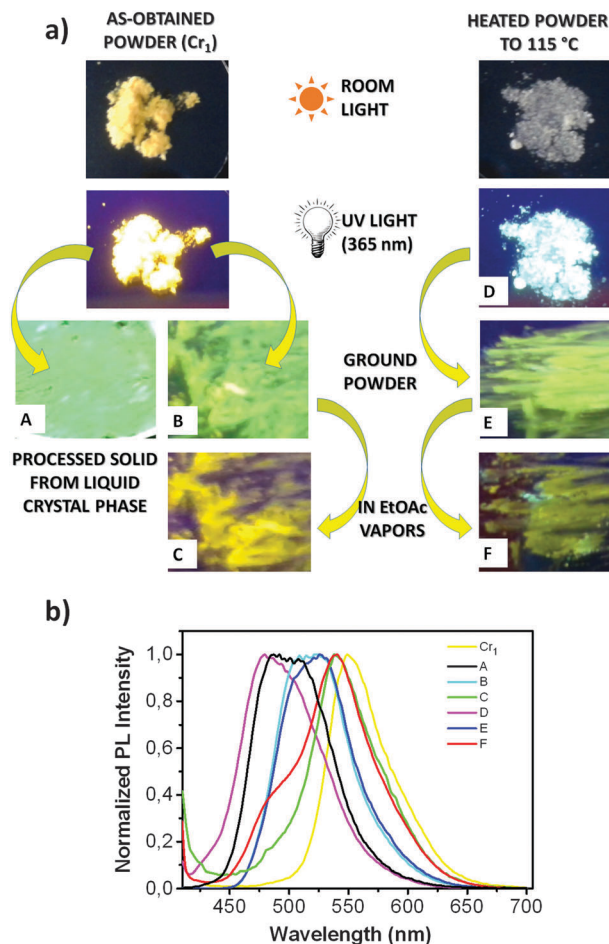 a)
AS-OBTAINED
POWDER (Cr₁)
HEATED POWDER
TO 115 °C
ROOM
LIGHT
UV LIGHT
(365 nm)
D
A
B
GROUND
POWDER
E
PROCESSED SOLID
FROM LIQUID
CRYSTAL PHASE
C
IN EtOAc
VAPORS
F
b)
Normalized PL Intensity
1,0
0,8
0,6
0,4
0,2
0,0
Cr₁
A
B
C
D
E
F
450 500 550 600 650 700
Wavelength (nm)